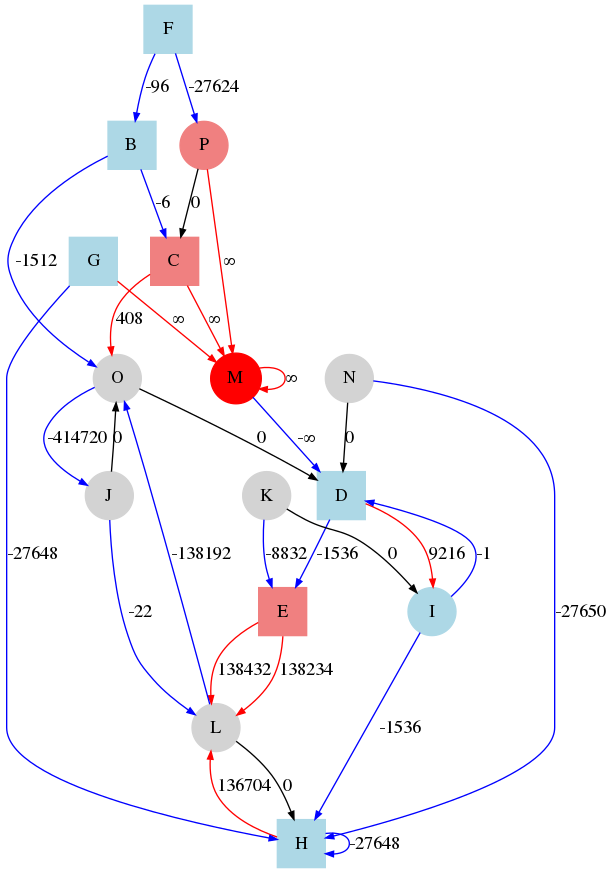 F
-96 -27624
B P
-6 0
-1512 G C ∞
408 ∞ ∞
O M ∞ N
-414720 0 0 -∞ 0
J K D
-27648 -138192 -8832 -1536 0 9216 -1
-22 E I -27650
138432 138234
L -1536
136704 0
H -27648